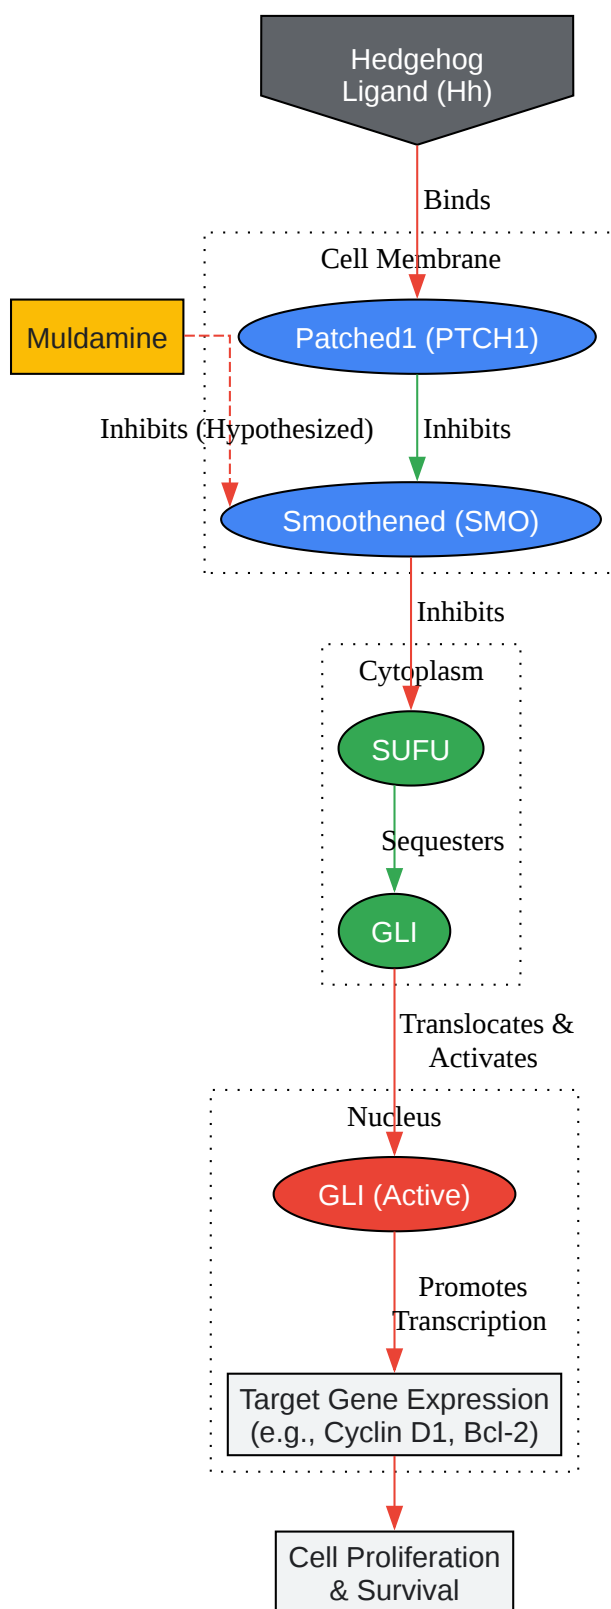 Hedgehog
Ligand (Hh)
Binds
Cell Membrane
Muldamine
Patched1 (PTCH1)
Inhibits (Hypothesized)
Inhibits
Smoothened (SMO)
Inhibits
Cytoplasm
SUFU
Sequesters
GLI
Translocates &
Activates
Nucleus
GLI (Active)
Promotes
Transcription
Target Gene Expression
(e.g., Cyclin D1, Bcl-2)
Cell Proliferation
& Survival